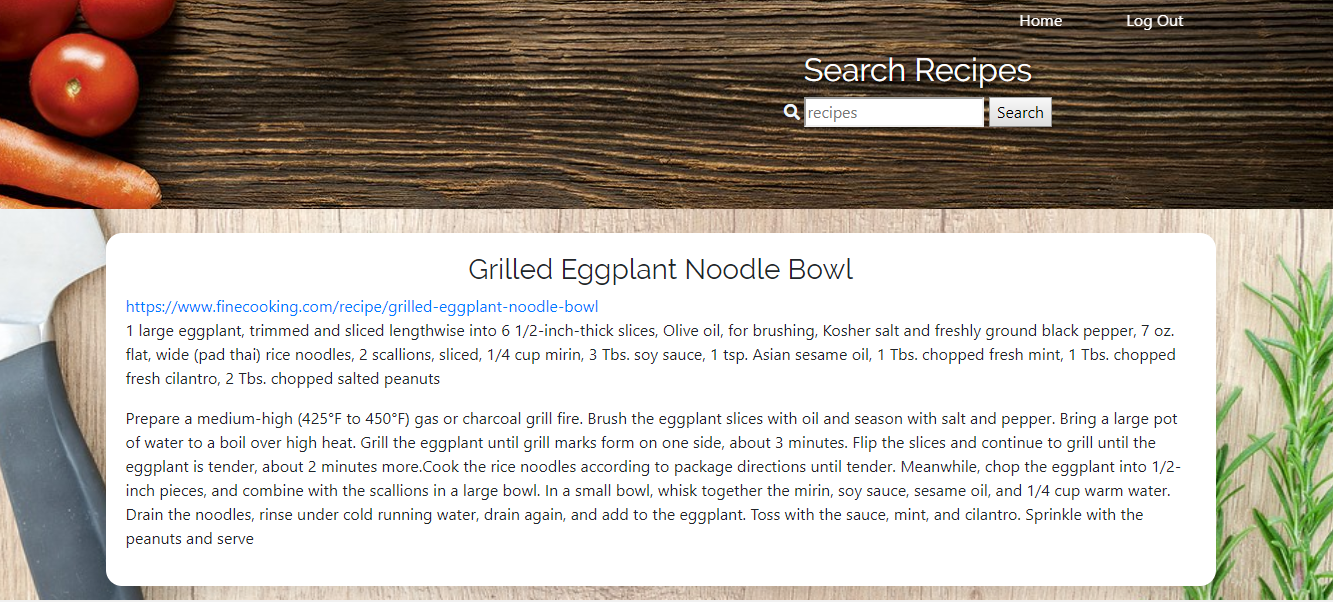 Home Log Out
Search Recipes
recipes Search
Grilled Eggplant Noodle Bowl
https://www.finecooking.com/recipe/grilled-eggplant-noodle-bowl
1 large eggplant, trimmed and sliced lengthwise into 6 1/2-inch-thick slices, Olive oil, for brushing, Kosher salt and freshly ground black pepper, 7 oz.
flat, wide (pad thai) rice noodles, 2 scallions, sliced, 1/4 cup mirin, 3 Tbs. soy sauce, 1 tsp. Asian sesame oil, 1 Tbs. chopped fresh mint, 1 Tbs. chopped
fresh cilantro, 2 Tbs. chopped salted peanuts
Prepare a medium-high (425°F to 450°F) gas or charcoal grill fire. Brush the eggplant slices with oil and season with salt and pepper. Bring a large pot
of water to a boil over high heat. Grill the eggplant until grill marks form on one side, about 3 minutes. Flip the slices and continue to grill until the
eggplant is tender, about 2 minutes more.Cook the rice noodles according to package directions until tender. Meanwhile, chop the eggplant into 1/2-
inch pieces, and combine with the scallions in a large bowl. In a small bowl, whisk together the mirin, soy sauce, sesame oil, and 1/4 cup warm water.
Drain the noodles, rinse under cold running water, drain again, and add to the eggplant. Toss with the sauce, mint, and cilantro. Sprinkle with the
peanuts and serve